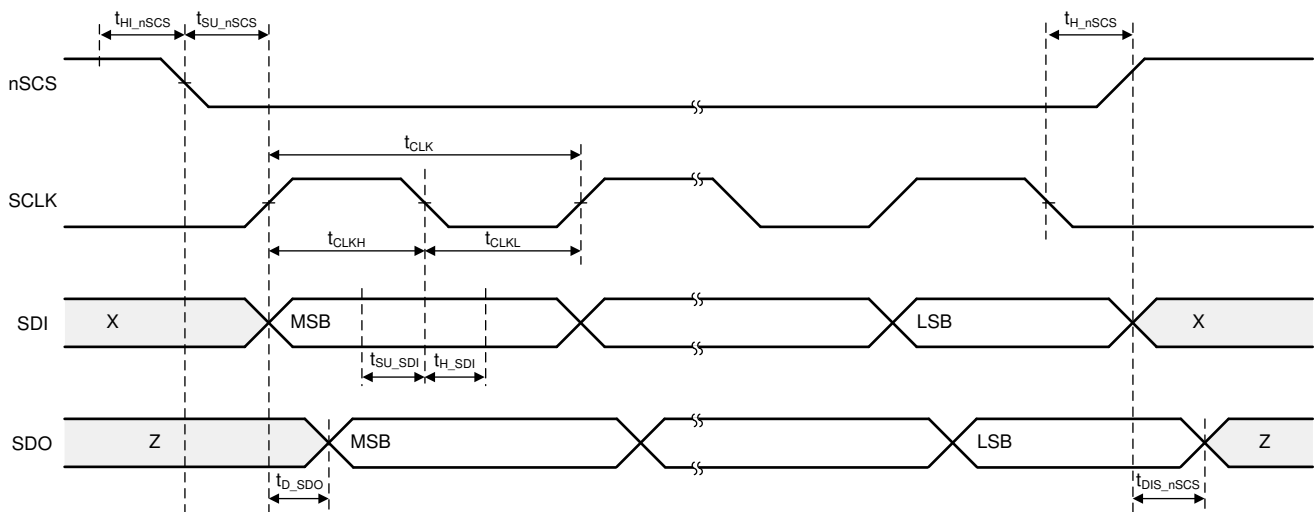 tHI_nSCS tSU_nSCS tH_nSCS
nSCS
tCLK
SCLK
tCLKH tCLKL
SDI X MSB LSB X
tSU_SDI tH_SDI
SDO Z MSB LSB Z
tD_SDO tDIS_nSCS